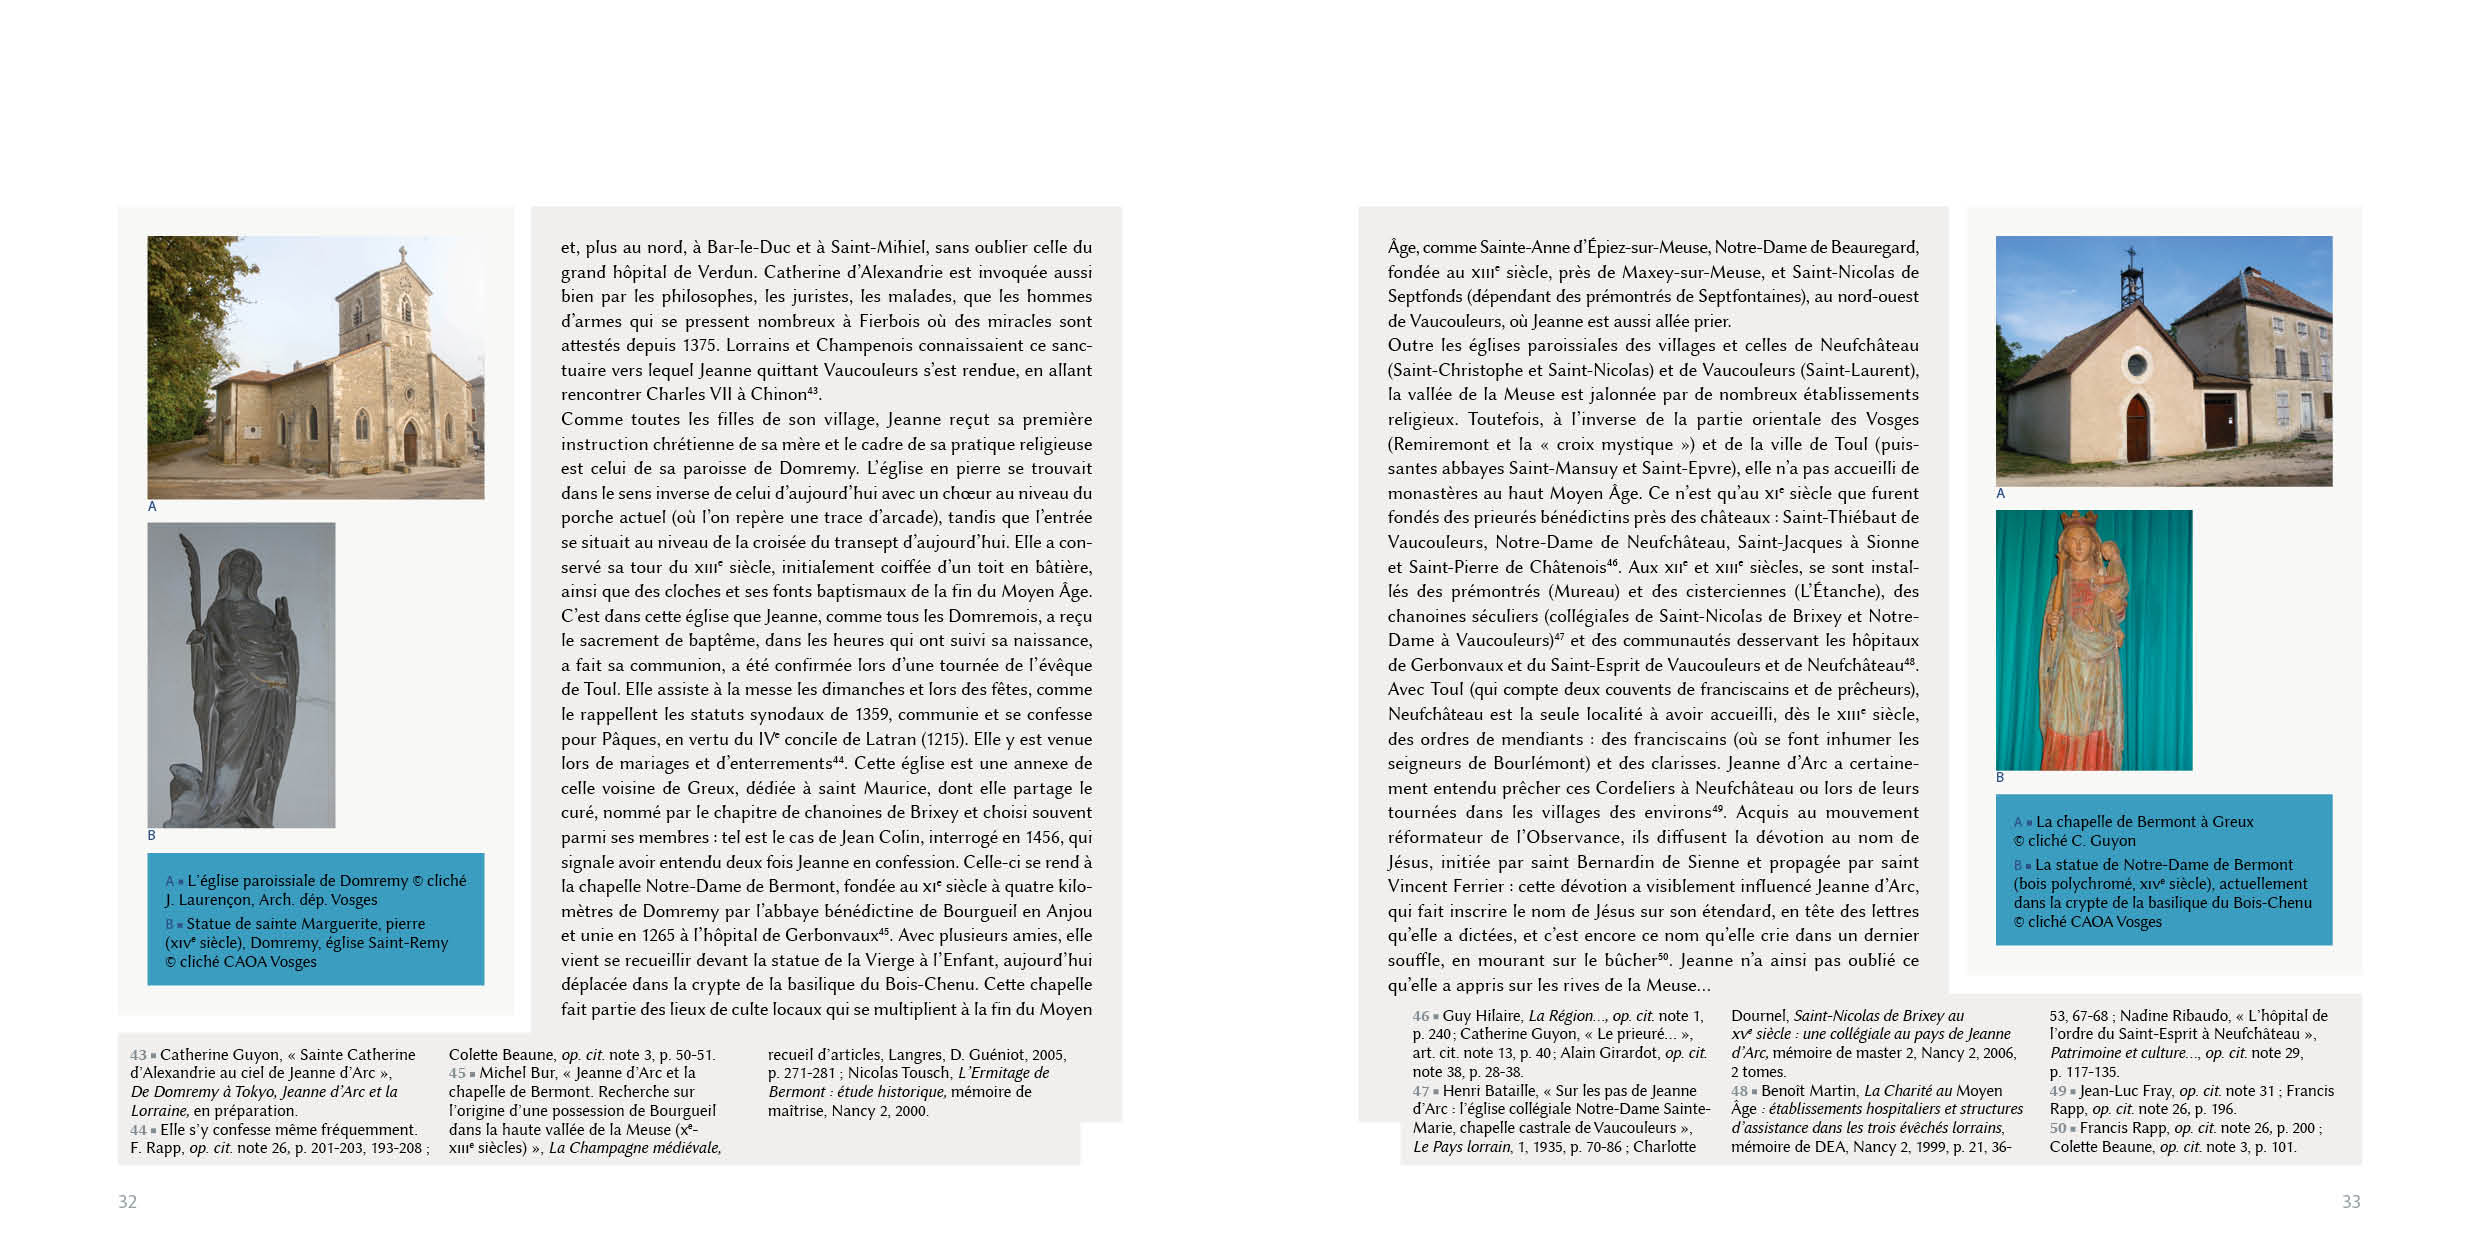 A
B
A ▪ L’église paroissiale de Domremy © cliché
J. Laurençon, Arch. dép. Vosges
B ▪ Statue de sainte Marguerite, pierre
(XIVᵉ siècle), Domremy, église Saint-Remy
© cliché CAOA Vosges
et, plus au nord, à Bar-le-Duc et à Saint-Mihiel, sans oublier celle du
grand hôpital de Verdun. Catherine d’Alexandrie est invoquée aussi
bien par les philosophes, les juristes, les malades, que les hommes
d’armes qui se pressent nombreux à Fierbois où des miracles sont
attestés depuis 1375. Lorrains et Champenois connaissaient ce sanc-
tuaire vers lequel Jeanne quittant Vaucouleurs s’est rendue, en allant
rencontrer Charles VII à Chinon⁴³.
Comme toutes les filles de son village, Jeanne reçut sa première
instruction chrétienne de sa mère et le cadre de sa pratique religieuse
est celui de sa paroisse de Domremy. L’église en pierre se trouvait
dans le sens inverse de celui d’aujourd’hui avec un chœur au niveau du
porche actuel (où l’on repère une trace d’arcade), tandis que l’entrée
se situait au niveau de la croisée du transept d’aujourd’hui. Elle a con-
servé sa tour du XIIIᵉ siècle, initialement coiffée d’un toit en bâtière,
ainsi que des cloches et ses fonts baptismaux de la fin du Moyen Âge.
C’est dans cette église que Jeanne, comme tous les Domremois, a reçu
le sacrement de baptême, dans les heures qui ont suivi sa naissance,
a fait sa communion, a été confirmée lors d’une tournée de l’évêque
de Toul. Elle assiste à la messe les dimanches et lors des fêtes, comme
le rappellent les statuts synodaux de 1359, communie et se confesse
pour Pâques, en vertu du IVᵉ concile de Latran (1215). Elle y est venue
lors de mariages et d’enterrements⁴⁴. Cette église est une annexe de
celle voisine de Greux, dédiée à saint Maurice, dont elle partage le
curé, nommé par le chapitre de chanoines de Brixey et choisi souvent
parmi ses membres : tel est le cas de Jean Colin, interrogé en 1456, qui
signale avoir entendu deux fois Jeanne en confession. Celle-ci se rend à
la chapelle Notre-Dame de Bermont, fondée au XIᵉ siècle à quatre kilo-
mètres de Domremy par l’abbaye bénédictine de Bourgueil en Anjou
et unie en 1265 à l’hôpital de Gerbonvaux⁴⁵. Avec plusieurs amies, elle
vient se recueillir devant la statue de la Vierge à l’Enfant, aujourd’hui
déplacée dans la crypte de la basilique du Bois-Chenu. Cette chapelle
fait partie des lieux de culte locaux qui se multiplient à la fin du Moyen
43 ▪ Catherine Guyon, « Sainte Catherine
d’Alexandrie au ciel de Jeanne d’Arc »,
De Domremy à Tokyo, Jeanne d’Arc et la
Lorraine, en préparation.
44 ▪ Elle s’y confesse même fréquemment.
F. Rapp, op. cit. note 26, p. 201-203, 193-208 ;
Colette Beaune, op. cit. note 3, p. 50-51.
45 ▪ Michel Bur, « Jeanne d’Arc et la
chapelle de Bermont. Recherche sur
l’origine d’une possession de Bourgueil
dans la haute vallée de la Meuse (Xᵉ-
XIIIᵉ siècles) », La Champagne médiévale,
recueil d’articles, Langres, D. Guéniot, 2005,
p. 271-281 ; Nicolas Tousch, L’Ermitage de
Bermont : étude historique, mémoire de
maîtrise, Nancy 2, 2000.
32
Âge, comme Sainte-Anne d’Épiez-sur-Meuse, Notre-Dame de Beauregard,
fondée au XIIIᵉ siècle, près de Maxey-sur-Meuse, et Saint-Nicolas de
Septfonds (dépendant des prémontrés de Septfontaines), au nord-ouest
de Vaucouleurs, où Jeanne est aussi allée prier.
Outre les églises paroissiales des villages et celles de Neufchâteau
(Saint-Christophe et Saint-Nicolas) et de Vaucouleurs (Saint-Laurent),
la vallée de la Meuse est jalonnée par de nombreux établissements
religieux. Toutefois, à l’inverse de la partie orientale des Vosges
(Remiremont et la « croix mystique ») et de la ville de Toul (puis-
santes abbayes Saint-Mansuy et Saint-Epvre), elle n’a pas accueilli de
monastères au haut Moyen Âge. Ce n’est qu’au XIᵉ siècle que furent
fondés des prieurés bénédictins près des châteaux : Saint-Thiébaut de
Vaucouleurs, Notre-Dame de Neufchâteau, Saint-Jacques à Sionne
et Saint-Pierre de Châtenois⁴⁶. Aux XIIᵉ et XIIIᵉ siècles, se sont instal-
lés des prémontrés (Mureau) et des cisterciennes (L’Étanche), des
chanoines séculiers (collégiales de Saint-Nicolas de Brixey et Notre-
Dame à Vaucouleurs)⁴⁷ et des communautés desservant les hôpitaux
de Gerbonvaux et du Saint-Esprit de Vaucouleurs et de Neufchâteau⁴⁸.
Avec Toul (qui compte deux couvents de franciscains et de prêcheurs),
Neufchâteau est la seule localité à avoir accueilli, dès le XIIIᵉ siècle,
des ordres de mendiants : des franciscains (où se font inhumer les
seigneurs de Bourlémont) et des clarisses. Jeanne d’Arc a certaine-
ment entendu prêcher ces Cordeliers à Neufchâteau ou lors de leurs
tournées dans les villages des environs⁴⁹. Acquis au mouvement
réformateur de l’Observance, ils diffusent la dévotion au nom de
Jésus, initiée par saint Bernardin de Sienne et propagée par saint
Vincent Ferrier : cette dévotion a visiblement influencé Jeanne d’Arc,
qui fait inscrire le nom de Jésus sur son étendard, en tête des lettres
qu’elle a dictées, et c’est encore ce nom qu’elle crie dans un dernier
souffle, en mourant sur le bûcher⁵⁰. Jeanne n’a ainsi pas oublié ce
qu’elle a appris sur les rives de la Meuse...
A
B
A ▪ La chapelle de Bermont à Greux
© cliché C. Guyon
B ▪ La statue de Notre-Dame de Bermont
(bois polychromé, XIVᵉ siècle), actuellement
dans la crypte de la basilique du Bois-Chenu
© cliché CAOA Vosges
46 ▪ Guy Hilaire, La Région..., op. cit. note 1,
p. 240 ; Catherine Guyon, « Le prieuré... »,
art. cit. note 13, p. 40 ; Alain Girardot, op. cit.
note 38, p. 28-38.
47 ▪ Henri Bataille, « Sur les pas de Jeanne
d’Arc : l’église collégiale Notre-Dame Sainte-
Marie, chapelle castrale de Vaucouleurs »,
Le Pays lorrain, 1, 1935, p. 70-86 ; Charlotte
Dournel, Saint-Nicolas de Brixey au
XVᵉ siècle : une collégiale au pays de Jeanne
d’Arc, mémoire de master 2, Nancy 2, 2006,
2 tomes.
48 ▪ Benoît Martin, La Charité au Moyen
Âge : établissements hospitaliers et structures
d’assistance dans les trois évêchés lorrains,
mémoire de DEA, Nancy 2, 1999, p. 21, 36-
53, 67-68 ; Nadine Ribaudo, « L’hôpital de
l’ordre du Saint-Esprit à Neufchâteau »,
Patrimoine et culture..., op. cit. note 29,
p. 117-135.
49 ▪ Jean-Luc Fray, op. cit. note 31 ; Francis
Rapp, op. cit. note 26, p. 196.
50 ▪ Francis Rapp, op. cit. note 26, p. 200 ;
Colette Beaune, op. cit. note 3, p. 101.
33